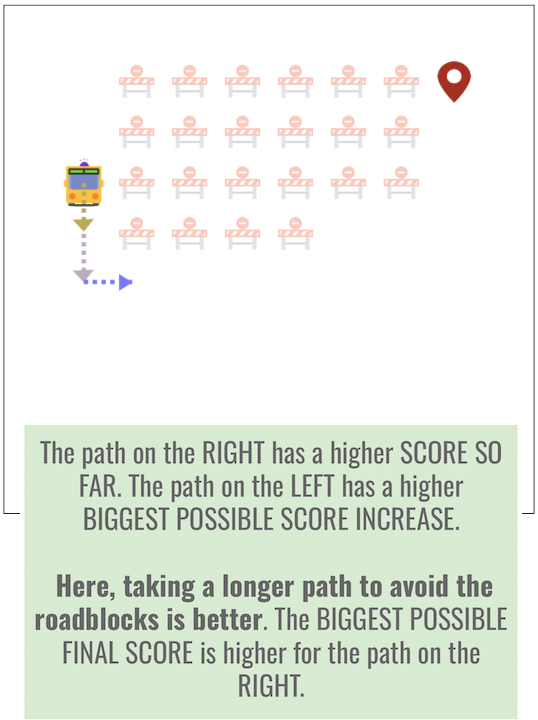 The path on the RIGHT has a higher SCORE SO
FAR. The path on the LEFT has a higher
BIGGEST POSSIBLE SCORE INCREASE.
Here, taking a longer path to avoid the
roadblocks is better. The BIGGEST POSSIBLE
FINAL SCORE is higher for the path on the
RIGHT.